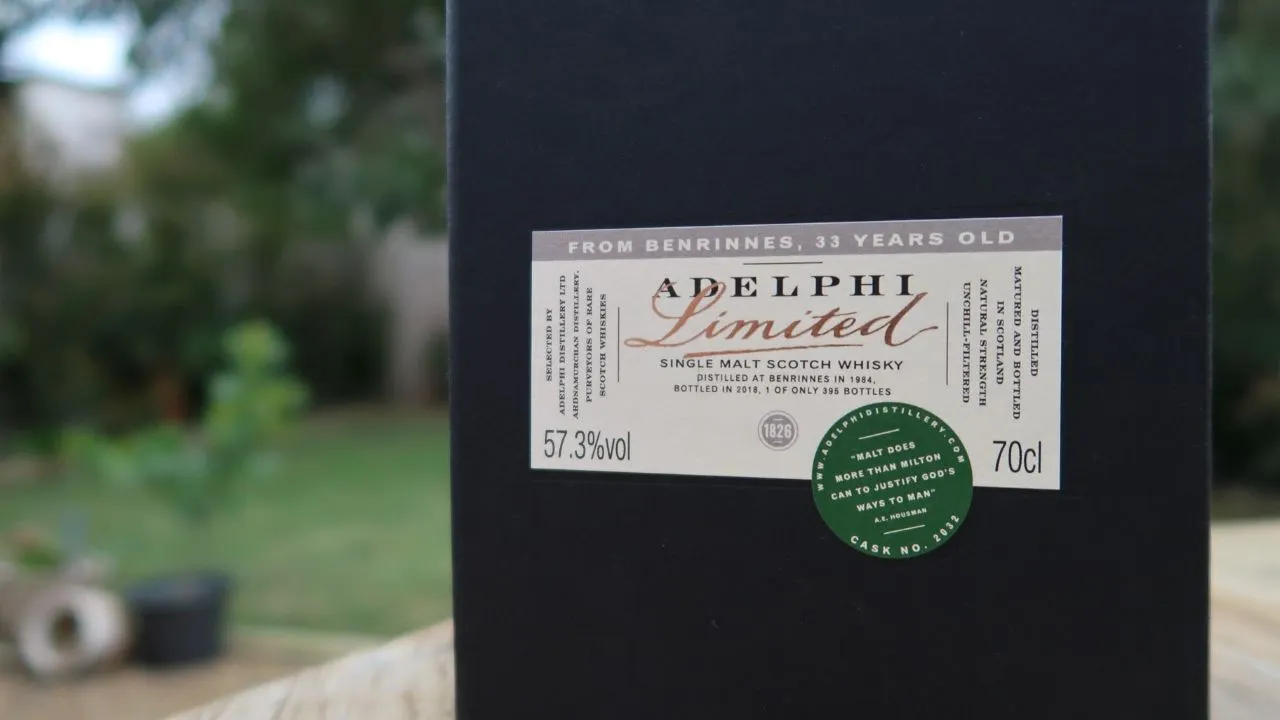 FROM BENRINNES, 33 YEARS OLD
SELECTED BY
ADELPHI DISTILLERY LTD
ARDNAMURCHAN DISTILLERY.
PURVEYORS OF RARE
SCOTCH WHISKIES
ADELPHI
Limited
SINGLE MALT SCOTCH WHISKY
DISTILLED AT BENRINNES IN 1984,
BOTTLED IN 2018, 1 OF ONLY 395 BOTTLES
1826
DISTILLED
MATURED AND BOTTLED
IN SCOTLAND
NATURAL STRENGTH
UNCHILL-FILTERED
57.3%vol
70cl
WWW.ADELPHIDISTILLERY.COM
"MALT DOES
MORE THAN MILTON
CAN TO JUSTIFY GOD'S
WAYS TO MAN"
A.E. HOUSMAN
CASK NO. 2032